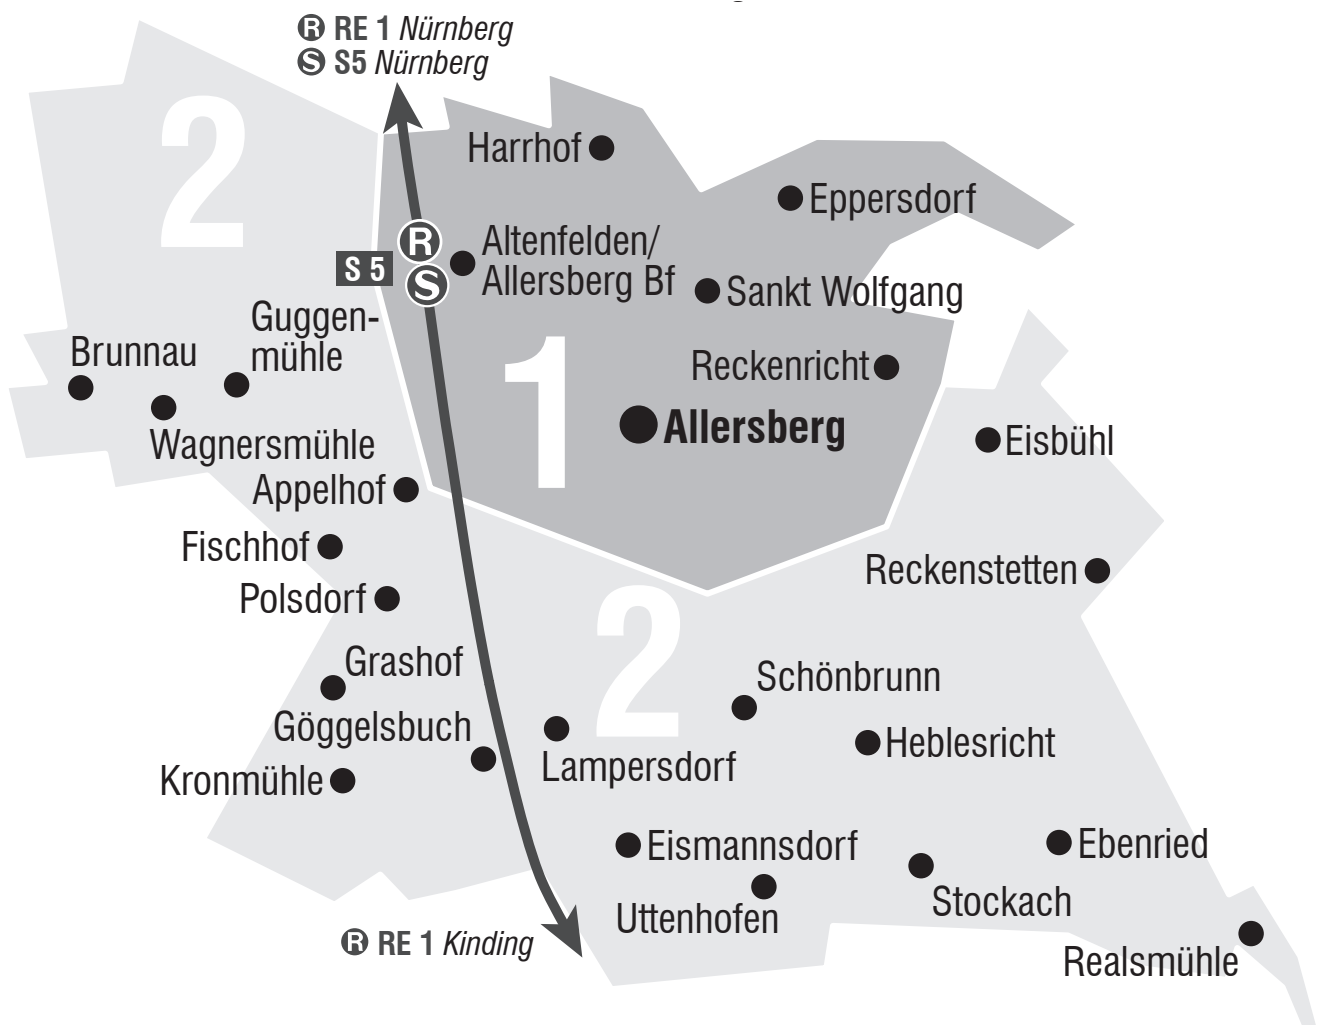 R RE 1 Nürnberg
S S5 Nürnberg
2
Harrhof
Eppersdorf
R
S 5
S
Altenfelden/
Allersberg Bf
Sankt Wolfgang
Guggen-
mühle
Brunnau
1
Reckenricht
Allersberg
Wagnersmühle
Eisbühl
Appelhof
Fischhof
Reckenstetten
Polsdorf
2
Grashof
Schönbrunn
Göggelsbuch
Heblesricht
Lampersdorf
Kronmühle
Eismannsdorf
Ebenried
Stockach
Uttenhofen
R RE 1 Kinding
Realsmühle